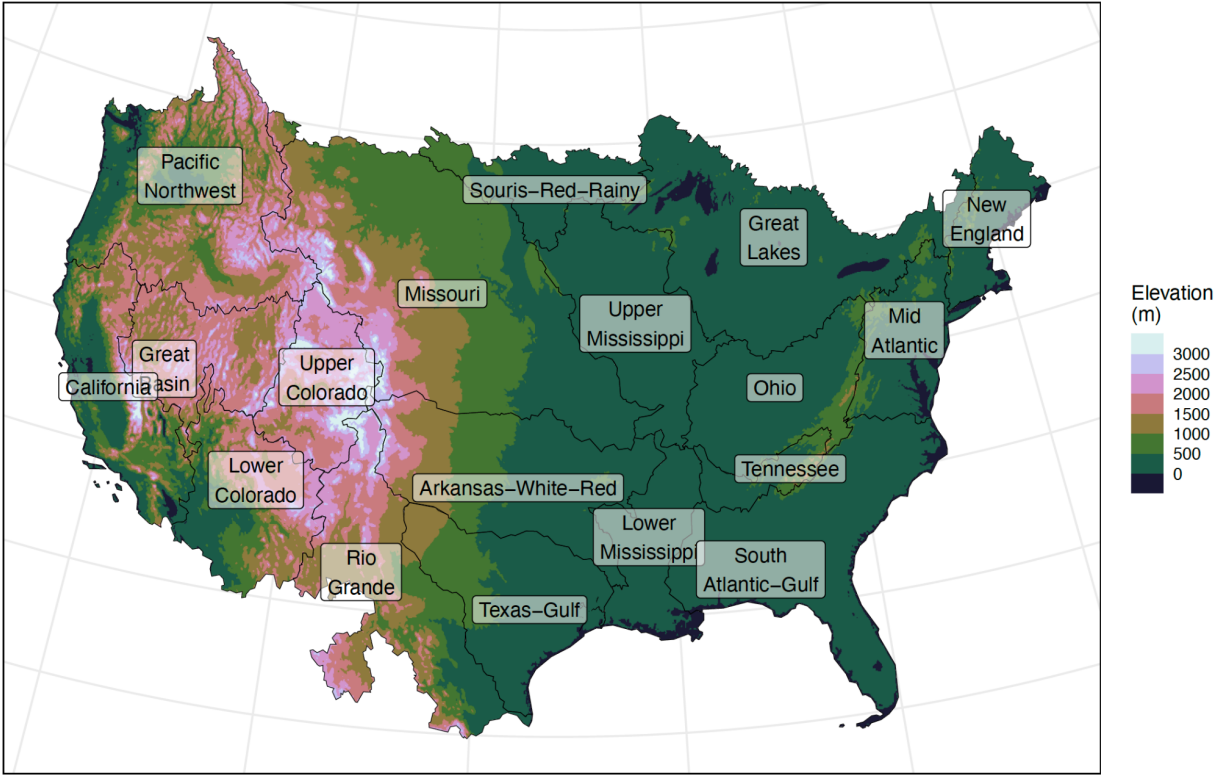 Pacific
Northwest
Souris−Red−Rainy
New
England
Great
Lakes
Missouri
Upper
Mississippi
Mid
Atlantic
Great
Basin
California
Upper
Colorado
Ohio
Lower
Colorado
Tennessee
Arkansas−White−Red
Lower
Mississippi
Rio
Grande
South
Atlantic−Gulf
Texas−Gulf
Elevation
(m)
3000
2500
2000
1500
1000
500
0